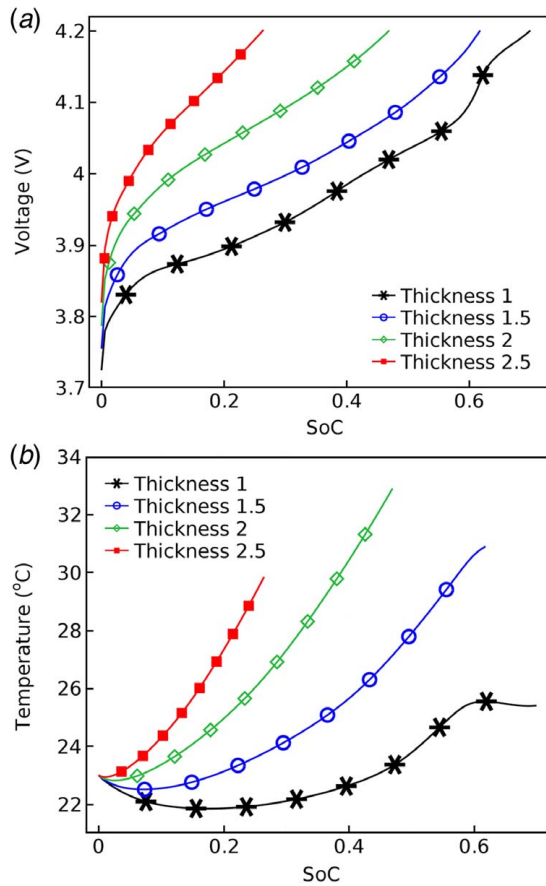 (a)
4.2
4.1
4
3.9
3.8
3.7
Voltage (V)
Thickness 1
Thickness 1.5
Thickness 2
Thickness 2.5
0
0.2
0.4
0.6
SoC
(b)
34
32
30
28
26
24
22
Temperature (°C)
Thickness 1
Thickness 1.5
Thickness 2
Thickness 2.5
0
0.2
0.4
0.6
SoC